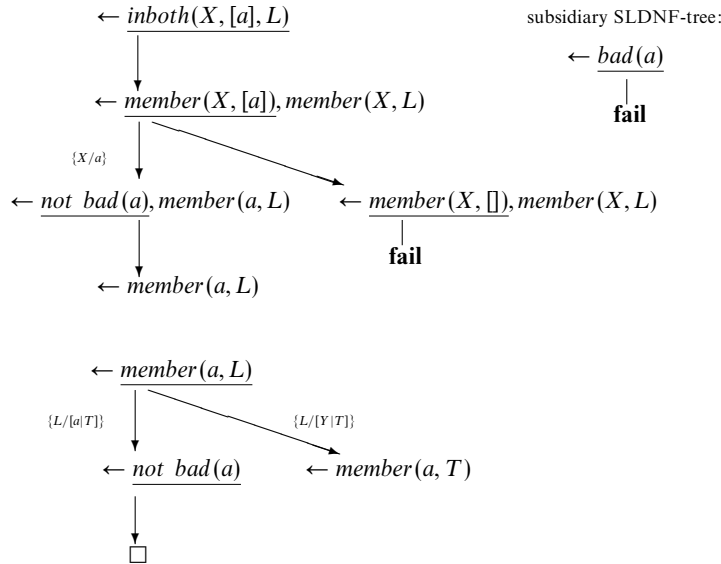 ← inboth(X, [a], L)
subsidiary SLDNF-tree:
← bad(a)
fail
← member(X, [a]), member(X, L)
{X/a}
← not bad(a), member(a, L)
← member(X, []), member(X, L)
fail
← member(a, L)
← member(a, L)
{L/[a|T]}
{L/[Y|T]}
← not bad(a)
← member(a, T)
□